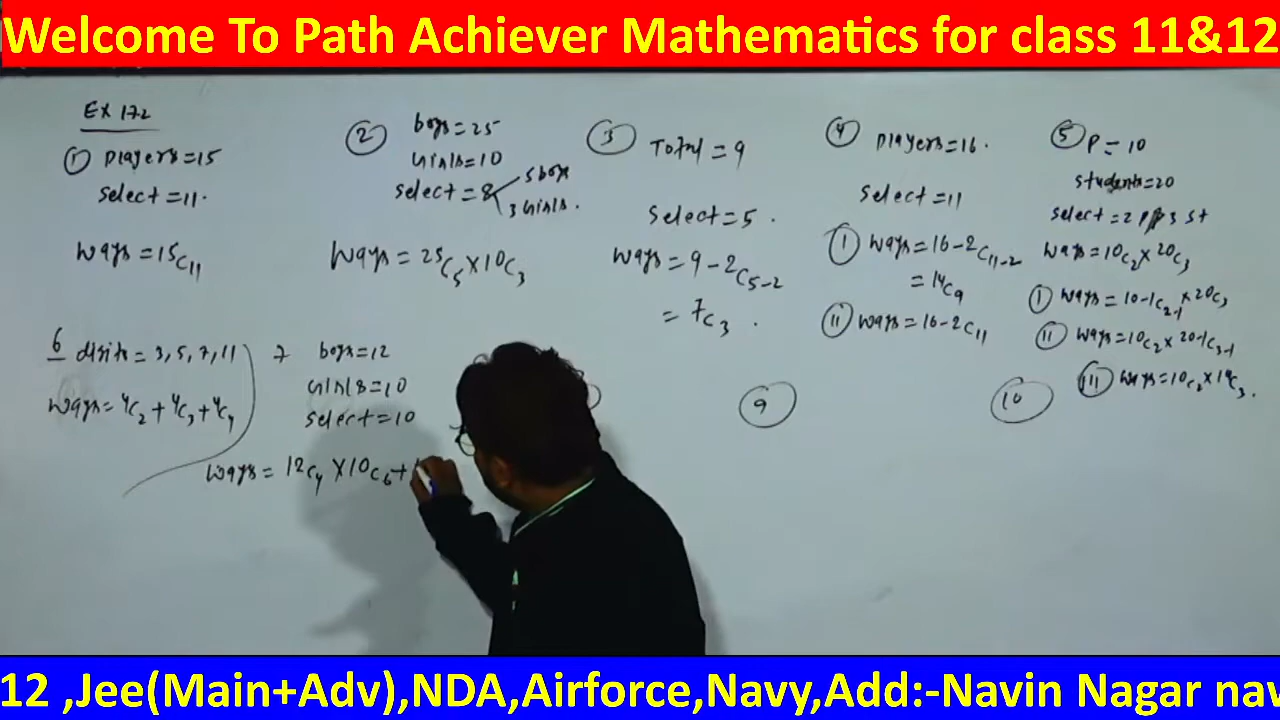 Welcome To Path Achiever Mathematics for class 11&12
Ex 17.2
① Players = 15
select = 11.
ways = 15C11
② boys = 25
Girls = 10
select = 8 5 boys
3 Girls.
ways = 25C5 × 10C3
③ Total = 9
select = 5.
ways = 9-2C5-2
= 7C3.
④ Players = 16.
select = 11
Ⓘ ways = 16-2C11-2
= 14C9
ⓘⓘ ways = 16-2C11
⑤ P = 10
Students = 20
select = 2P 3 St
ways = 10C2 × 20C3
Ⓘ ways = 10-1C2-1 × 20C3
ⓘⓘ ways = 10C2 × 20-1C3-1
ⓘⓘⓘ ways = 10C2 × 19C3.
6 digits = 3, 5, 7, 11
ways = 4C2 + 4C3 + 4C4
7 boys = 12
Girls = 10
select = 10
ways = 12C4 × 10C6 +
⑨
⑩
12 ,Jee(Main+Adv),NDA,Airforce,Navy,Add:-Navin Nagar nav